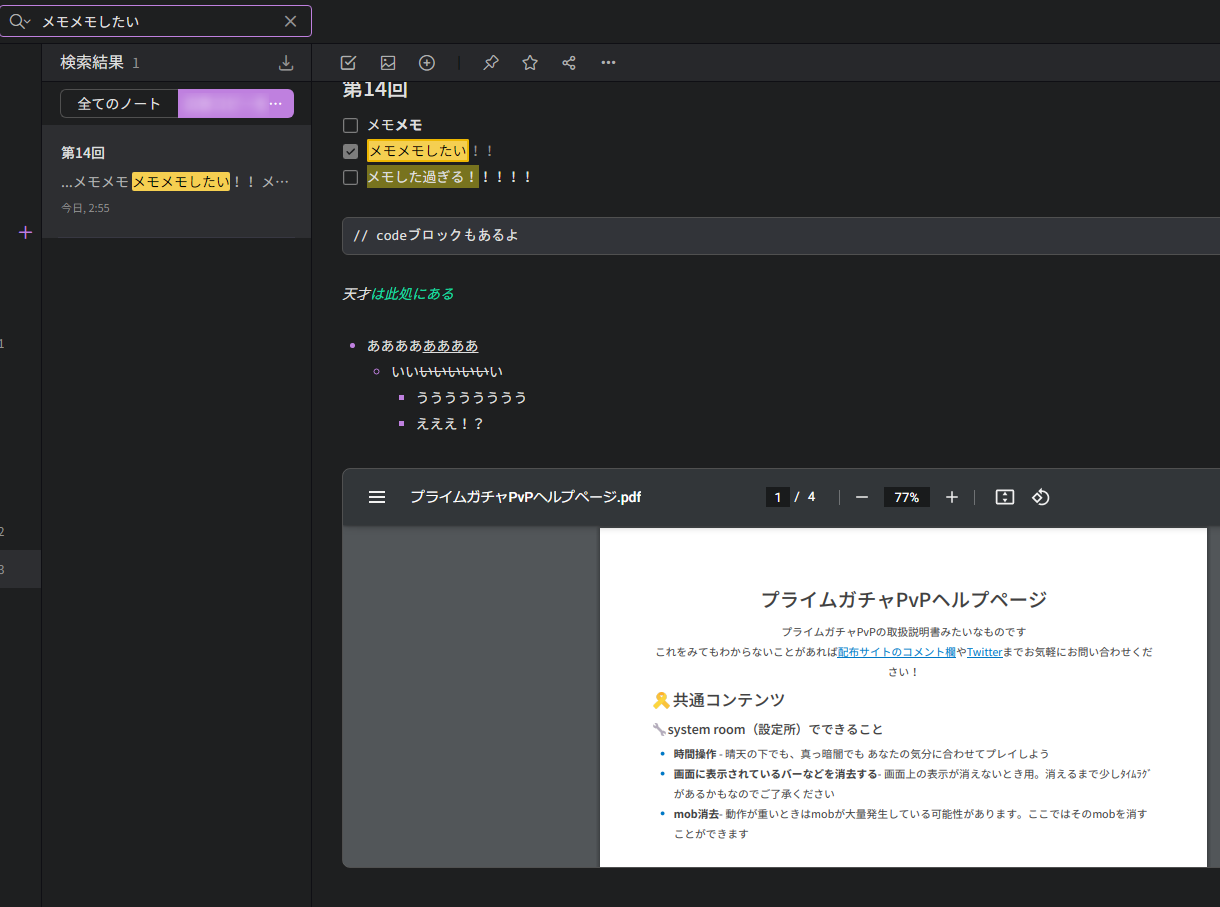 メモメモしたい
検索結果 1
全てのノート
第14回
...メモメモ メモメモしたい！！ メ…
今日, 2:55
1
2
3
第14回
メモメモ
メモメモしたい！！
メモした過ぎる！！！！！
// codeブロックもあるよ
天才は此処にある
ああああああああ
いいいいいいいい
うううううううう
えええ！？
プライムガチャPvPヘルプページ.pdf
1 / 4
77%
プライムガチャPvPヘルプページ
プライムガチャPvPの取扱説明書みたいなものです
これをみてもわからないことがあれば配布サイトのコメント欄やTwitterまでお気軽にお問い合わせくだ
さい！
🎗共通コンテンツ
🔧system room（設定所）でできること
時間操作 - 晴天の下でも、真っ暗闇でも あなたの気分に合わせてプレイしよう
画面に表示されているバーなどを消去する- 画面上の表示が消えないとき用。消えるまで少しﾀｲﾑﾗｸﾞ
があるかもなのでご了承ください
mob消去- 動作が重いときはmobが大量発生している可能性があります。ここではそのmobを消す
ことができます